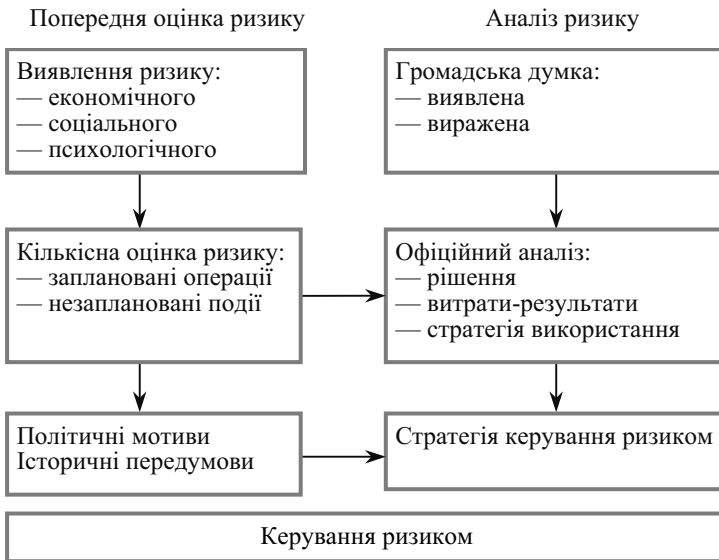 Попередня оцінка ризику
Аналіз ризику
Виявлення ризику:
— економічного
— соціального
— психологічного
Громадська думка:
— виявлена
— виражена
Кількісна оцінка ризику:
— заплановані операції
— незаплановані події
Офіційний аналіз:
— рішення
— витрати-результати
— стратегія використання
Політичні мотиви
Історичні передумови
Стратегія керування ризиком
Керування ризиком